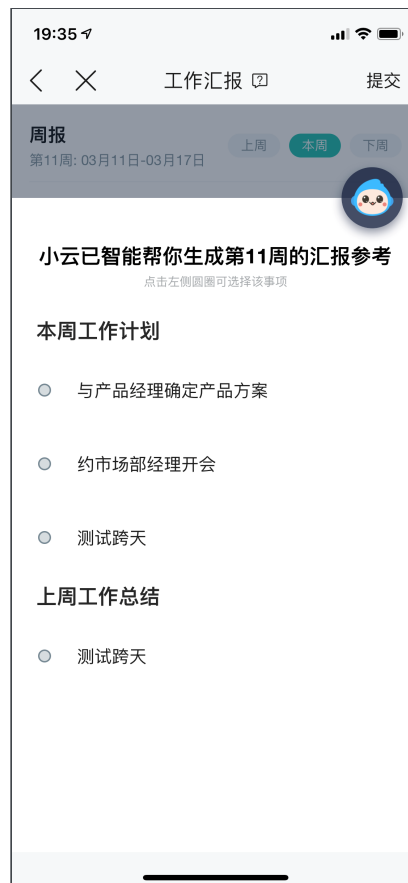 19:35
工作汇报
提交
周报
第11周: 03月11日-03月17日
上周
本周
下周
小云已智能帮你生成第11周的汇报参考
点击左侧圆圈可选择该事项
本周工作计划
与产品经理确定产品方案
约市场部经理开会
测试跨天
上周工作总结
测试跨天